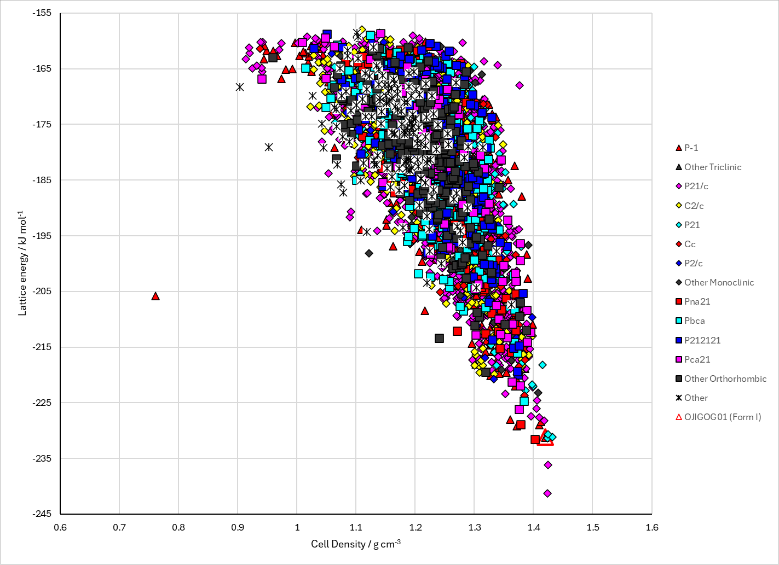 -155
-165
-175
-185
-195
-205
-215
-225
-235
-245
Lattice energy / kJ mol⁻¹
0.6 0.7 0.8 0.9 1 1.1 1.2 1.3 1.4 1.5 1.6
Cell Density / g cm⁻³
P-1
Other Triclinic
P21/c
C2/c
P21
Cc
P2/c
Other Monoclinic
Pna21
Pbca
P212121
Pca21
Other Orthorhombic
Other
OJIGOG01 (Form I)